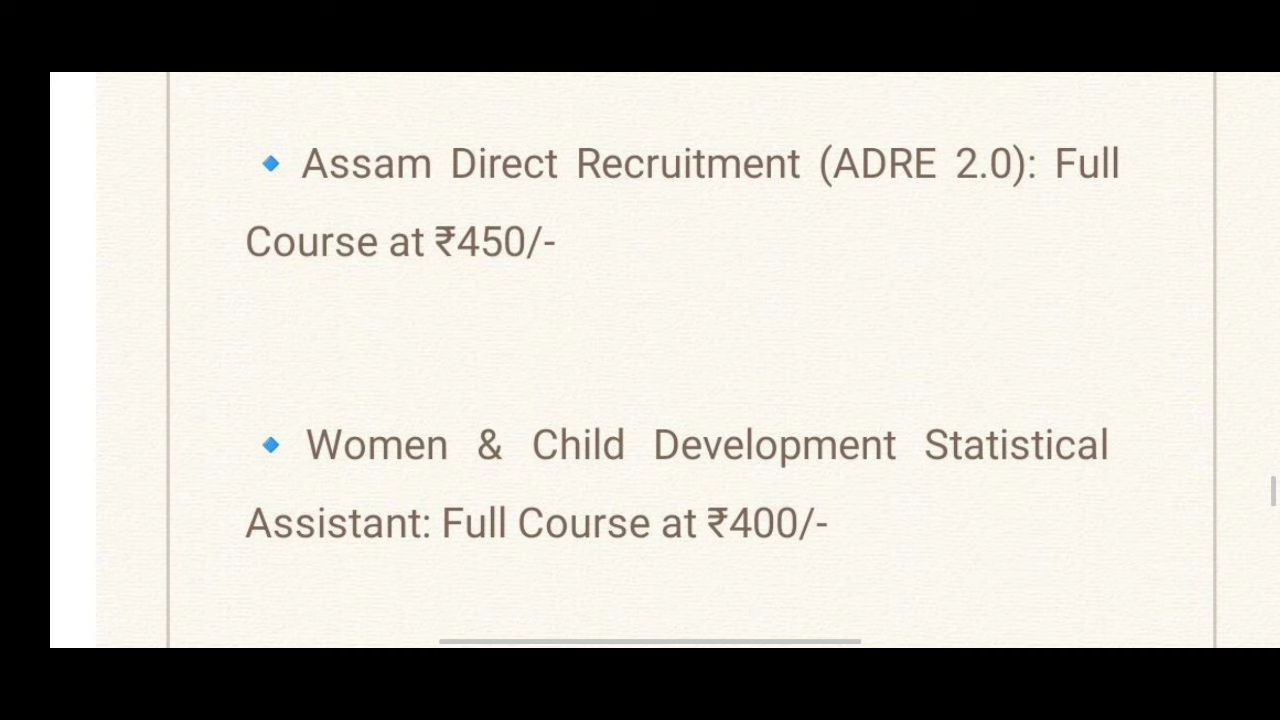 🔹 Assam Direct Recruitment (ADRE 2.0): Full
Course at ₹450/-
🔹 Women & Child Development Statistical
Assistant: Full Course at ₹400/-